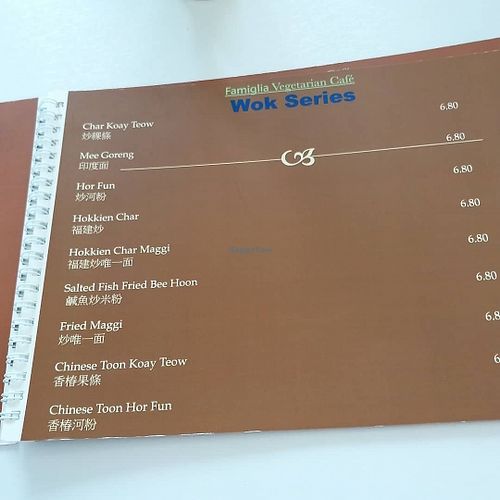 Famiglia Vegetarian Café
Wok Series
Char Koay Teow 6.80
炒粿條
Mee Goreng 6.80
印度面
Hor Fun 6.80
炒河粉
Hokkien Char 6.80
福建炒
Hokkien Char Maggi 6.80
福建炒唯一面
Salted Fish Fried Bee Hoon 6.80
鹹魚炒米粉
Fried Maggi 6.8
炒唯一面
Chinese Toon Koay Teow 6.
香椿果條
Chinese Toon Hor Fun
香椿河粉